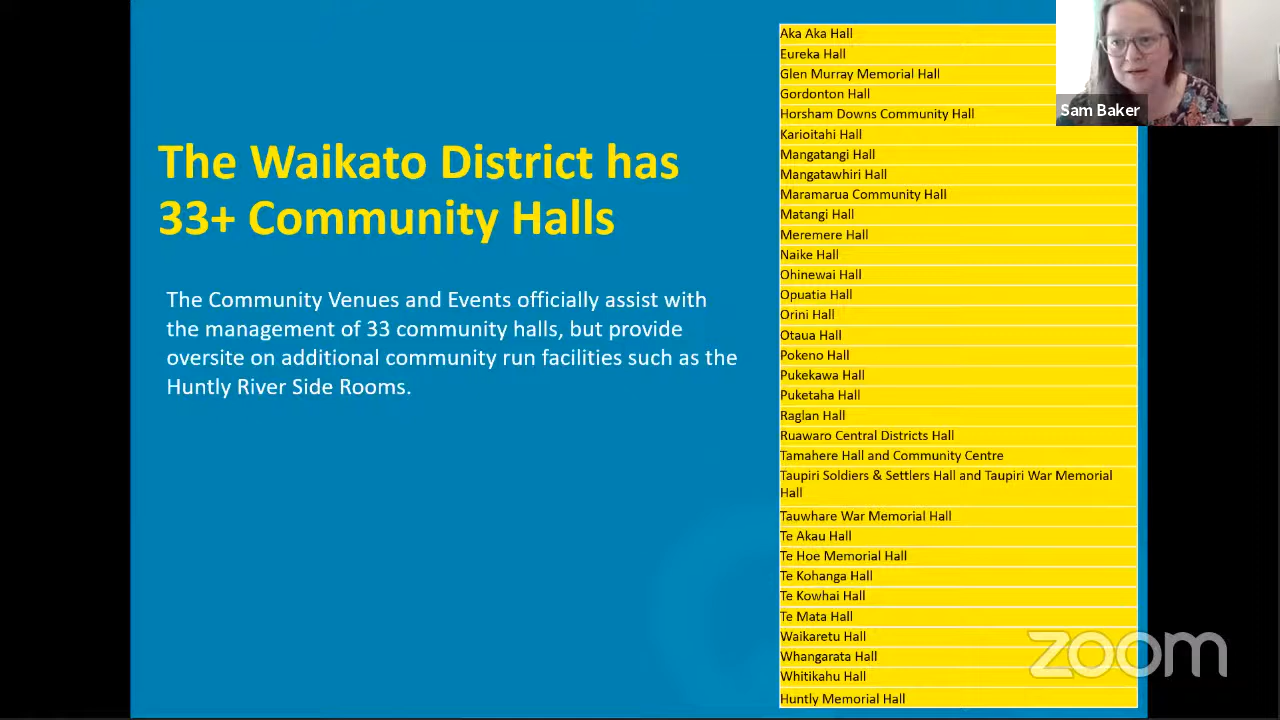 The Waikato District has
33+ Community Halls
The Community Venues and Events officially assist with
the management of 33 community halls, but provide
oversite on additional community run facilities such as the
Huntly River Side Rooms.
Aka Aka Hall
Eureka Hall
Glen Murray Memorial Hall
Gordonton Hall
Horsham Downs Community Hall
Karioitahi Hall
Mangatangi Hall
Mangatawhiri Hall
Maramarua Community Hall
Matangi Hall
Meremere Hall
Naike Hall
Ohinewai Hall
Opuatia Hall
Orini Hall
Otaua Hall
Pokeno Hall
Pukekawa Hall
Puketaha Hall
Raglan Hall
Ruawaro Central Districts Hall
Tamahere Hall and Community Centre
Taupiri Soldiers & Settlers Hall and Taupiri War Memorial
Hall
Tauwhare War Memorial Hall
Te Akau Hall
Te Hoe Memorial Hall
Te Kohanga Hall
Te Kowhai Hall
Te Mata Hall
Waikaretu Hall
Whangarata Hall
Whitikahu Hall
Huntly Memorial Hall
Sam Baker
zoom